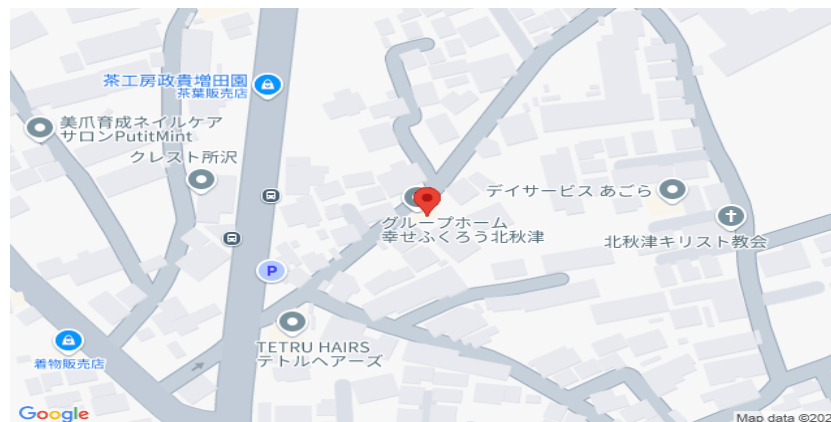 茶工房政貴増田園
茶葉販売店
美爪育成ネイルケア
サロンPutitMint
クレスト所沢
デイサービス あごら
グループホーム
幸せふくろう北秋津
北秋津キリスト教会
P
TETRU HAIRS
テトルヘアーズ
着物販売店
Google
Map data ©202